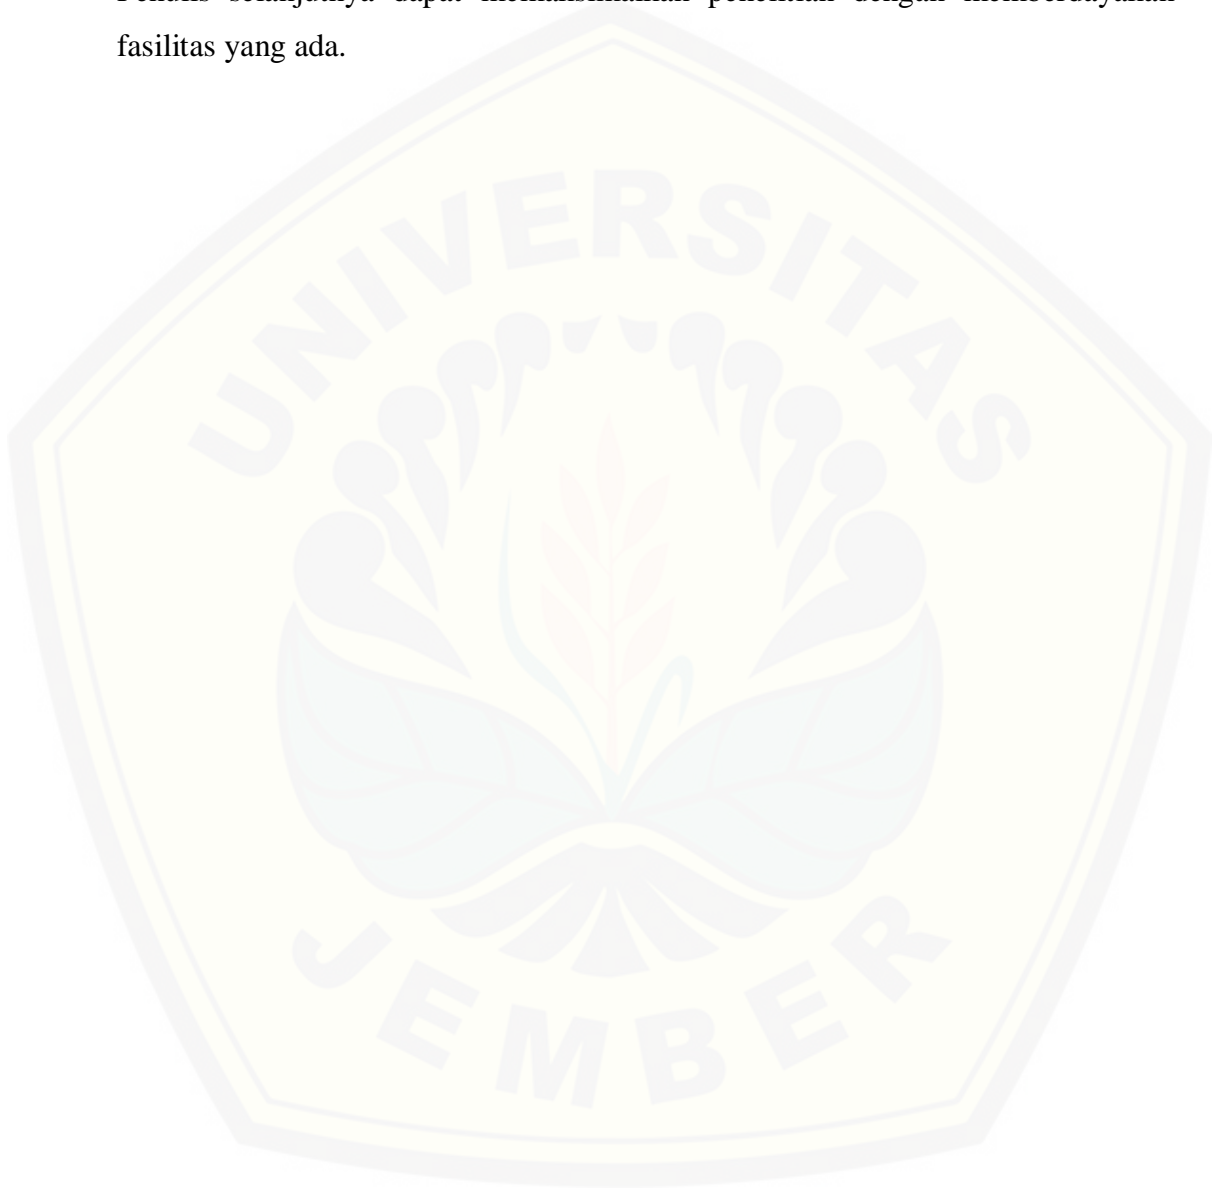 Penulis selanjutnya dapat memaksimalkan penelitian dengan memberdayakan
fasilitas yang ada.
UNIVERSITAS
JEMBER